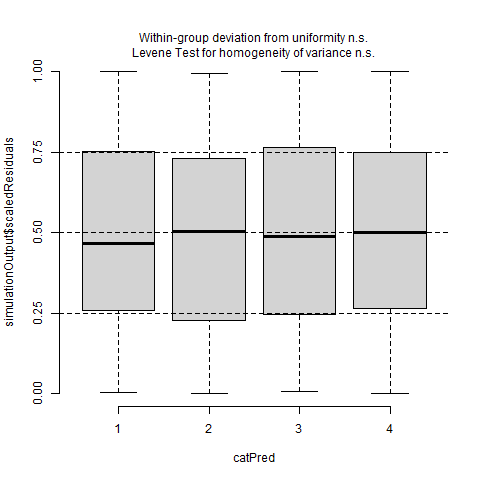 Within-group deviation from uniformity n.s.
Levene Test for homogeneity of variance n.s.
1.00
0.75
0.50
0.25
0.00
simulationOutput$scaledResiduals
1 2 3 4
catPred